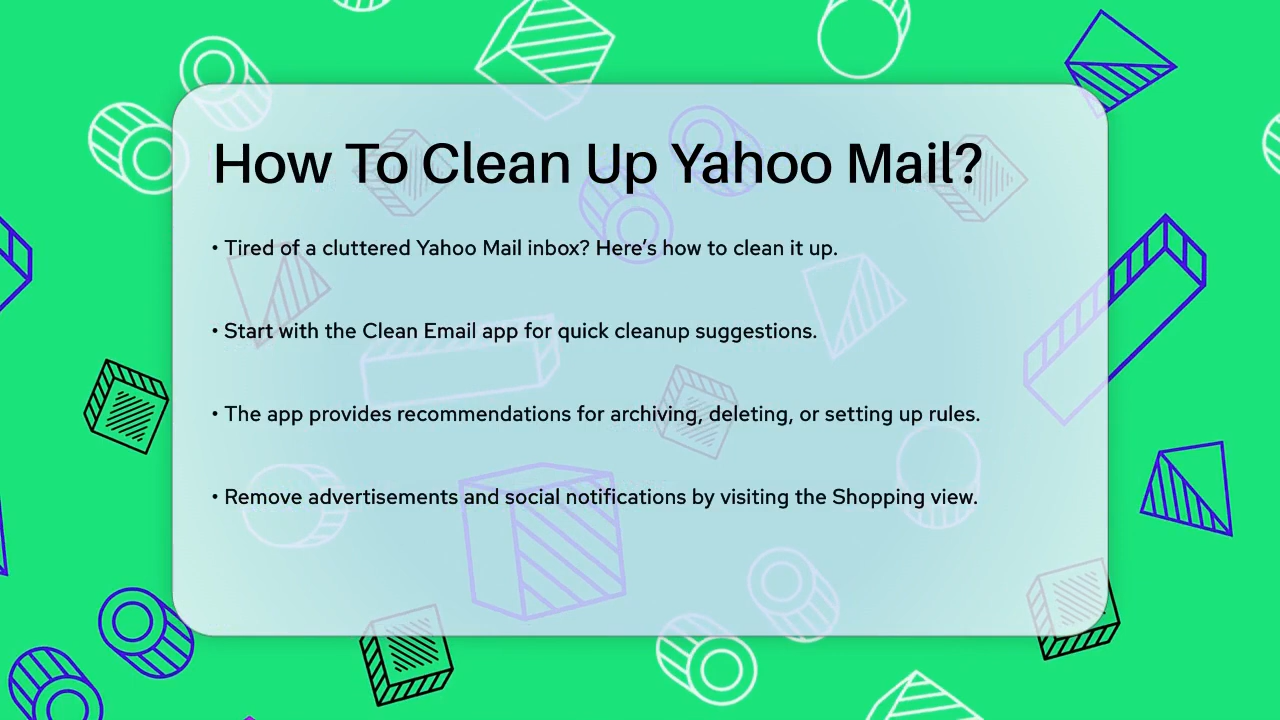 How To Clean Up Yahoo Mail?
• Tired of a cluttered Yahoo Mail inbox? Here’s how to clean it up.
• Start with the Clean Email app for quick cleanup suggestions.
• The app provides recommendations for archiving, deleting, or setting up rules.
• Remove advertisements and social notifications by visiting the Shopping view.